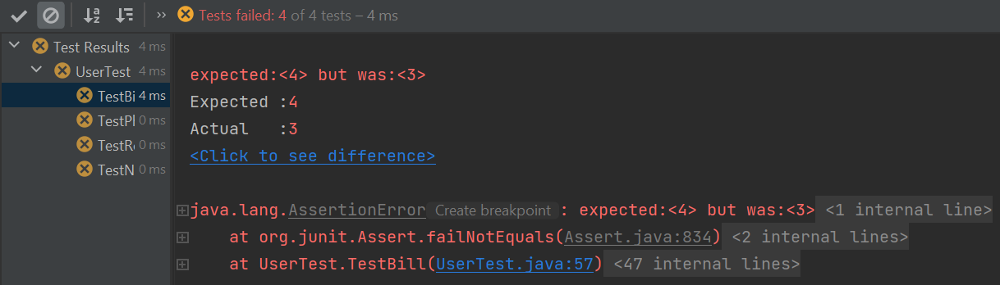 Tests failed: 4 of 4 tests – 4 ms
Test Results 4 ms
UserTest 4 ms
TestBi 4 ms
TestPl 0 ms
TestRe 0 ms
TestN 0 ms
expected:<4> but was:<3>
Expected :4
Actual   :3
<Click to see difference>
java.lang.AssertionError Create breakpoint : expected:<4> but was:<3> <1 internal line>
at org.junit.Assert.failNotEquals(Assert.java:834) <2 internal lines>
at UserTest.TestBill(UserTest.java:57) <47 internal lines>